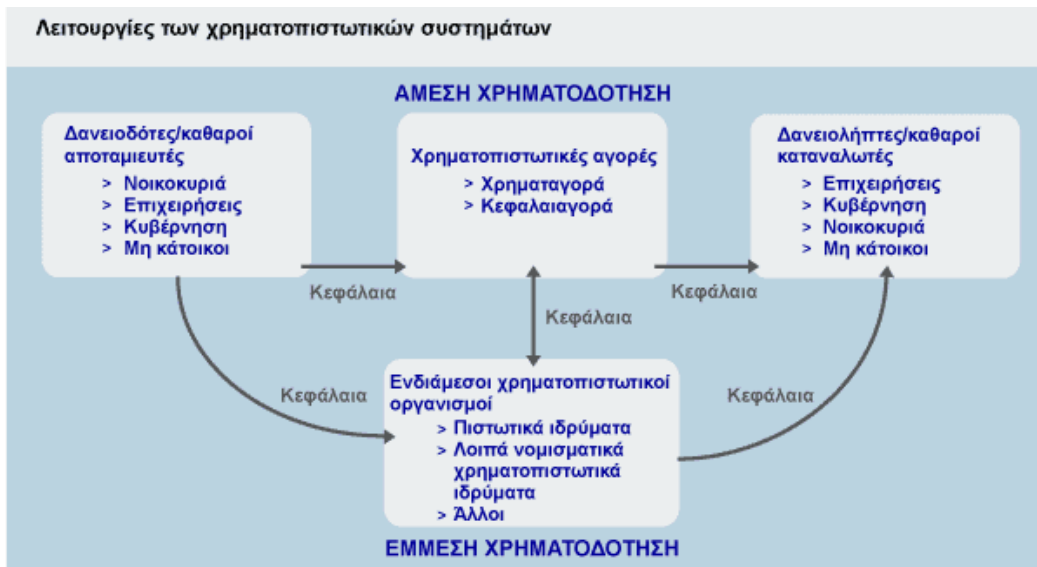 Λειτουργίες των χρηματοπιστωτικών συστημάτων
ΑΜΕΣΗ ΧΡΗΜΑΤΟΔΟΤΗΣΗ
Δανειοδότες/καθαροί
αποταμιευτές
> Νοικοκυριά
> Επιχειρήσεις
> Κυβέρνηση
> Μη κάτοικοι
Χρηματοπιστωτικές αγορές
> Χρηματαγορά
> Κεφαλαιαγορά
Δανειολήπτες/καθαροί
καταναλωτές
> Επιχειρήσεις
> Κυβέρνηση
> Νοικοκυριά
> Μη κάτοικοι
Κεφάλαια
Κεφάλαια
Κεφάλαια
Κεφάλαια
Κεφάλαια
Ενδιάμεσοι χρηματοπιστωτικοί
οργανισμοί
> Πιστωτικά ιδρύματα
> Λοιπά νομισματικά
χρηματοπιστωτικά
ιδρύματα
> Άλλοι
ΕΜΜΕΣΗ ΧΡΗΜΑΤΟΔΟΤΗΣΗ